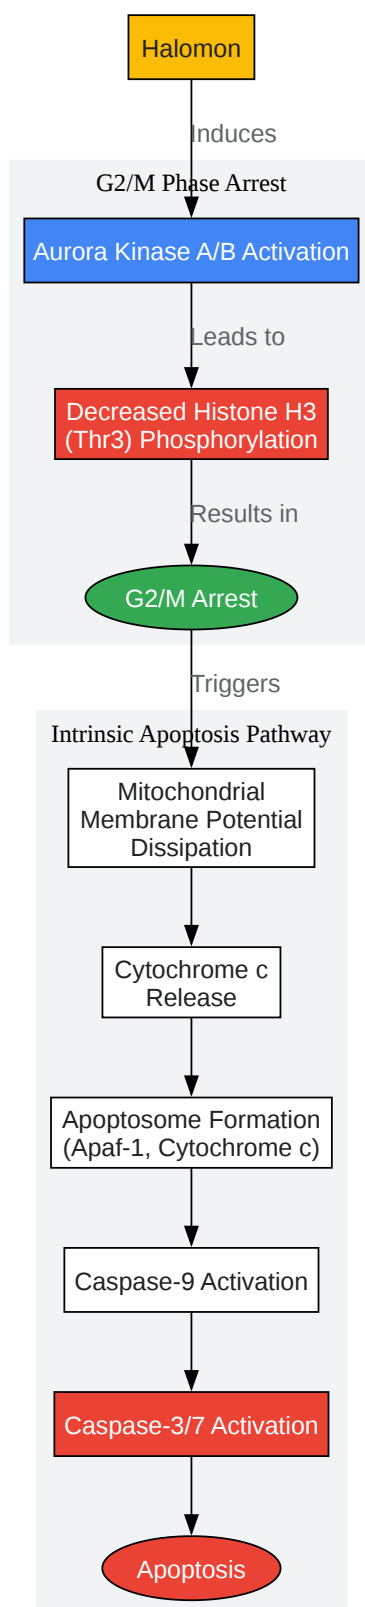 Halomon
Induces
G2/M Phase Arrest
Aurora Kinase A/B Activation
Leads to
Decreased Histone H3
(Thr3) Phosphorylation
Results in
G2/M Arrest
Triggers
Intrinsic Apoptosis Pathway
Mitochondrial
Membrane Potential
Dissipation
Cytochrome c
Release
Apoptosome Formation
(Apaf-1, Cytochrome c)
Caspase-9 Activation
Caspase-3/7 Activation
Apoptosis